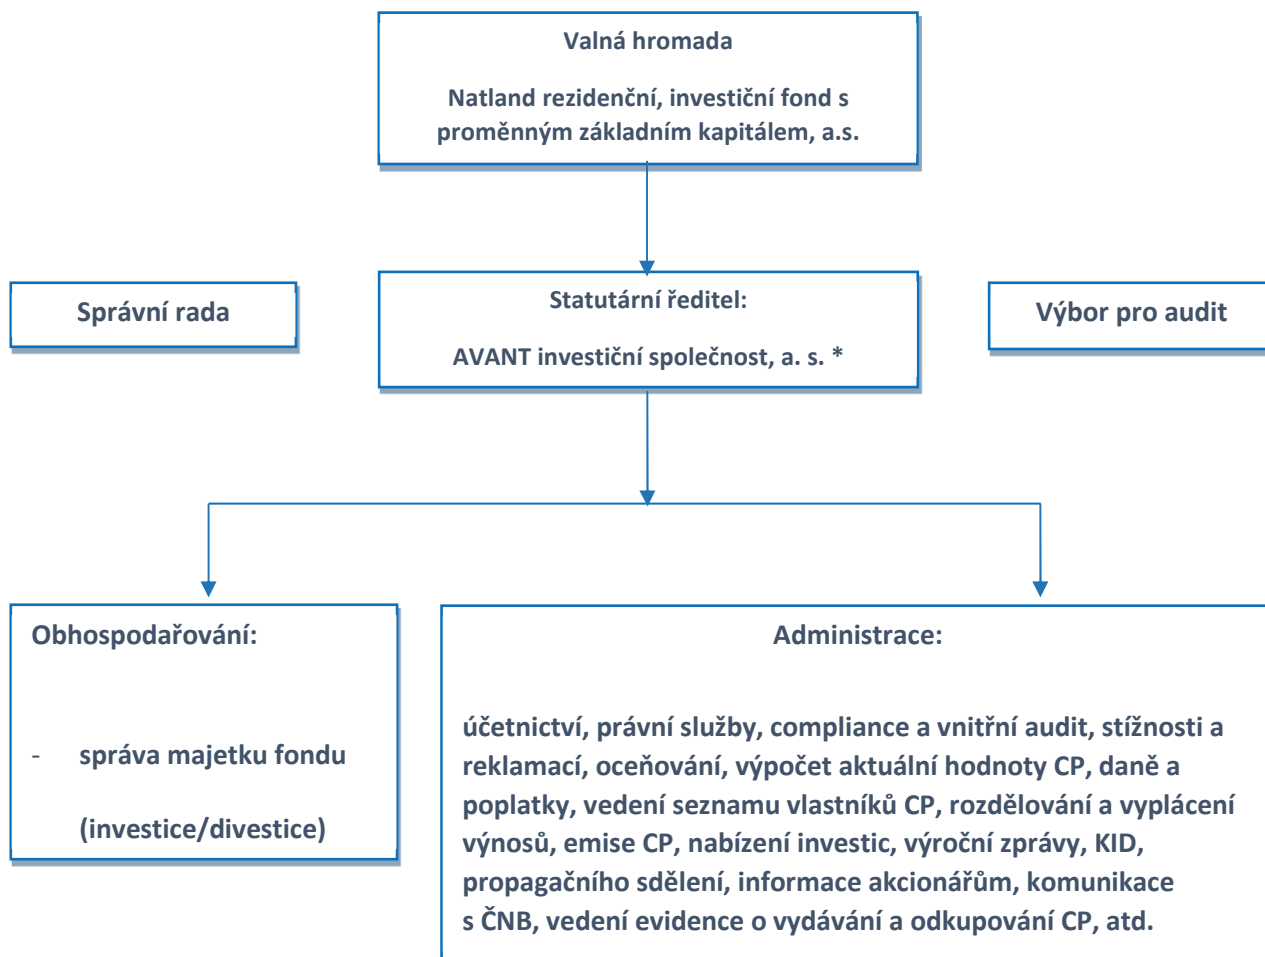 Valná hromada
Natland rezidenční, investiční fond s
proměnným základním kapitálem, a.s.
Správní rada
Statutární ředitel:
AVANT investiční společnost, a. s. *
Výbor pro audit
Obhospodařování:
- správa majetku fondu
(investice/divestice)
Administrace:
účetnictví, právní služby, compliance a vnitřní audit, stížnosti a
reklamací, oceňování, výpočet aktuální hodnoty CP, daně a
poplatky, vedení seznamu vlastníků CP, rozdělování a vyplácení
výnosů, emise CP, nabízení investic, výroční zprávy, KID,
propagačního sdělení, informace akcionářům, komunikace
s ČNB, vedení evidence o vydávání a odkupování CP, atd.